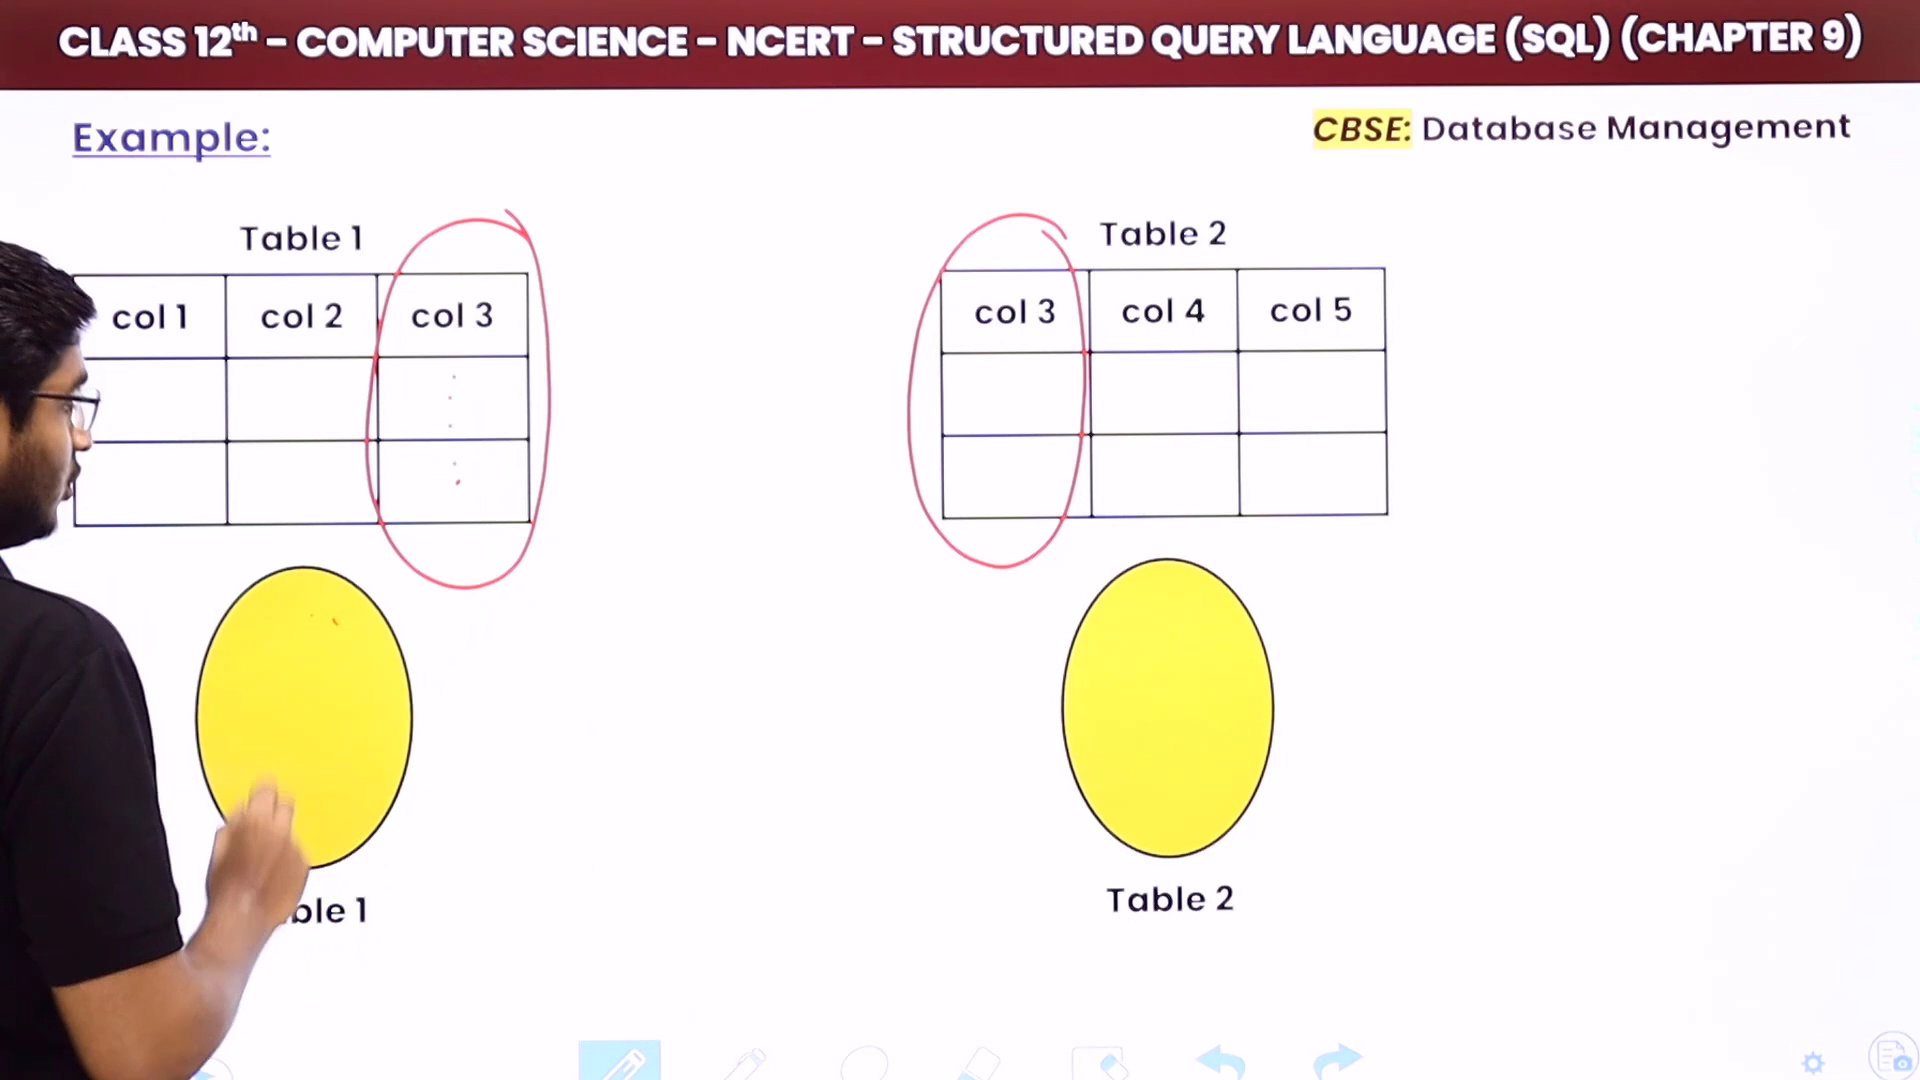 CLASS 12th - COMPUTER SCIENCE - NCERT - STRUCTURED QUERY LANGUAGE (SQL) (CHAPTER 9)
Example:
CBSE: Database Management
Table 1
col 1 col 2 col 3
Table 2
col 3 col 4 col 5
ble 1
Table 2